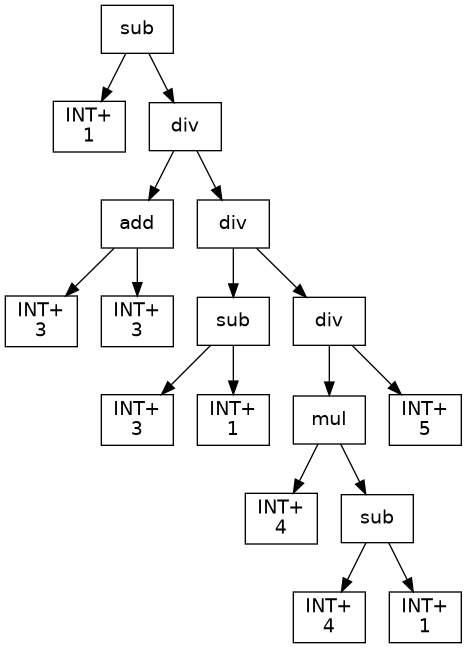 sub
INT+
1
div
add
div
INT+
3
INT+
3
sub
div
INT+
3
INT+
1
mul
INT+
5
INT+
4
sub
INT+
4
INT+
1